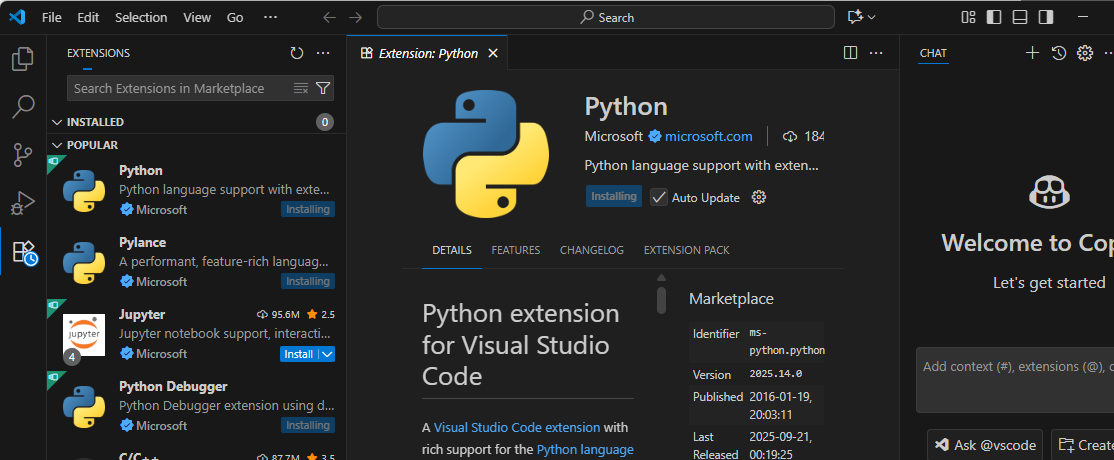 File Edit Selection View Go ... Search
EXTENSIONS
Search Extensions in Marketplace
INSTALLED 0
POPULAR
Python
Python language support with exte...
Microsoft Installing
Pylance
A performant, feature-rich languag...
Microsoft Installing
Jupyter 95.6M 2.5
Jupyter notebook support, interacti...
jupyter
4
Microsoft Install
Python Debugger
Python Debugger extension using d...
Microsoft Installing
C/C++ 87.7M 3.5
Extension: Python
Python
Microsoft microsoft.com 184
Python language support with exten...
Installing Auto Update
DETAILS FEATURES CHANGELOG EXTENSION PACK
Python extension
for Visual Studio
Code
A Visual Studio Code extension with
rich support for the Python language
Marketplace
Identifier ms-
python.python
Version 2025.14.0
Published 2016-01-19,
20:03:11
Last 2025-09-21,
Released 00:19:25
CHAT
Welcome to Cop
Let's get started
Add context (#), extensions (@), c
Ask @vscode Create